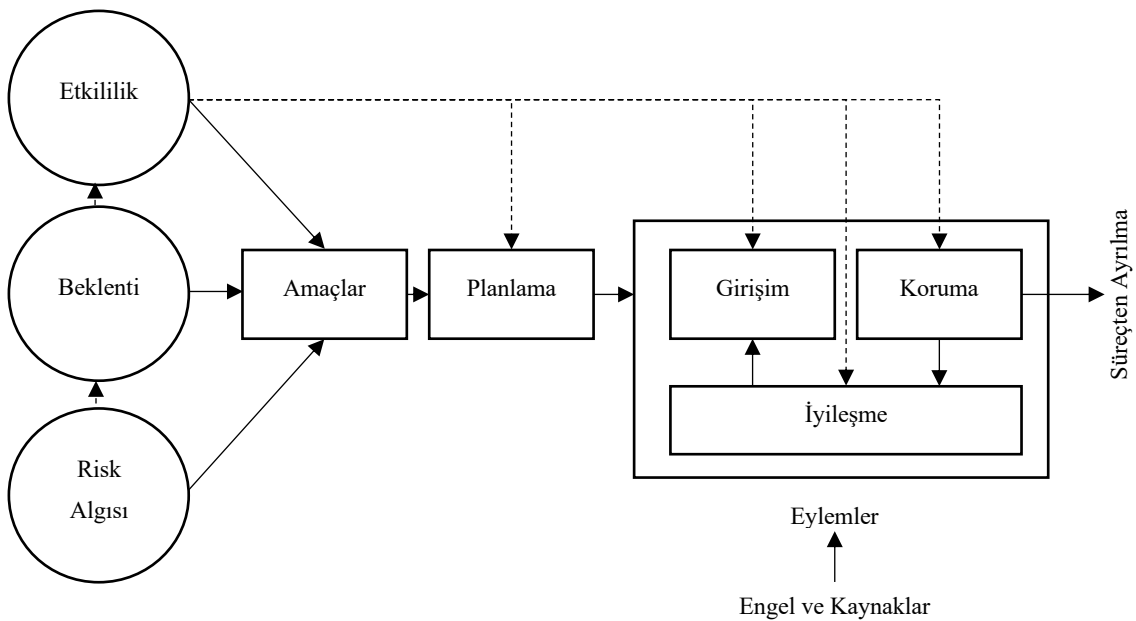 Etkililik
Beklenti
Risk
Algısı
Amaçlar
Planlama
Girişim
Koruma
İyileşme
Süreçten Ayrılma
Eylemler
Engel ve Kaynaklar